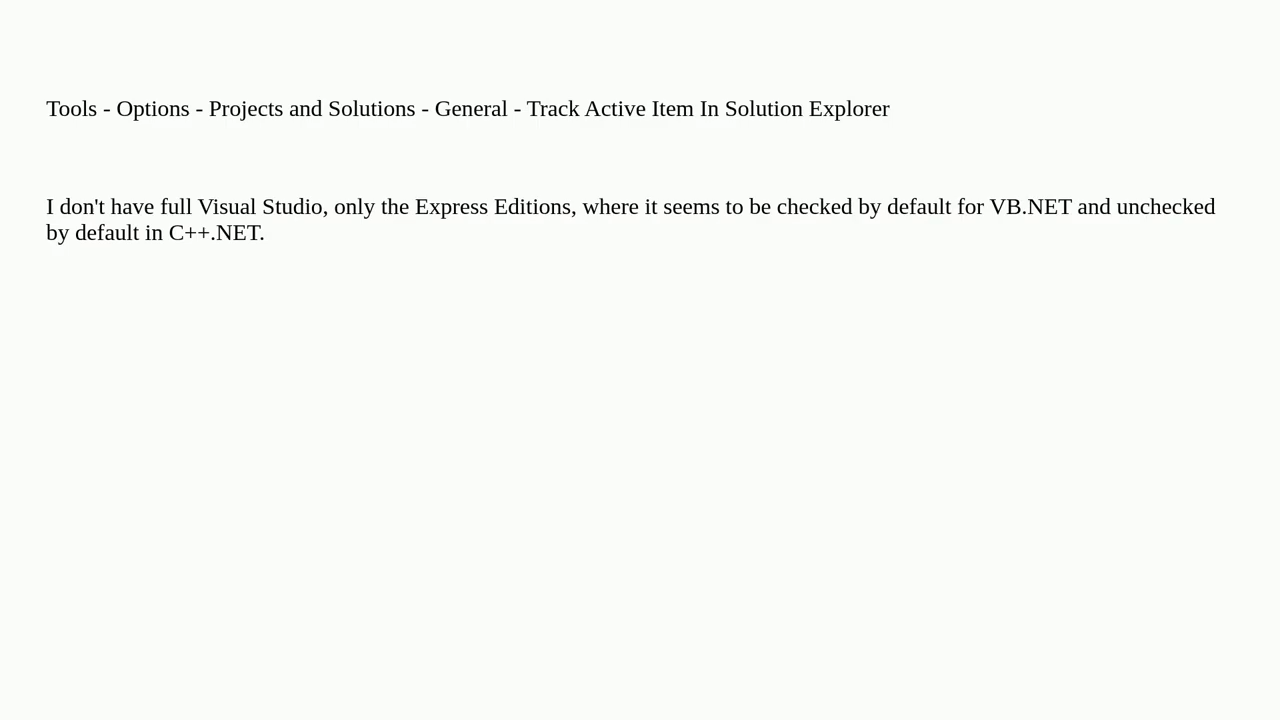 Tools - Options - Projects and Solutions - General - Track Active Item In Solution Explorer
I don't have full Visual Studio, only the Express Editions, where it seems to be checked by default for VB.NET and unchecked
by default in C++.NET.